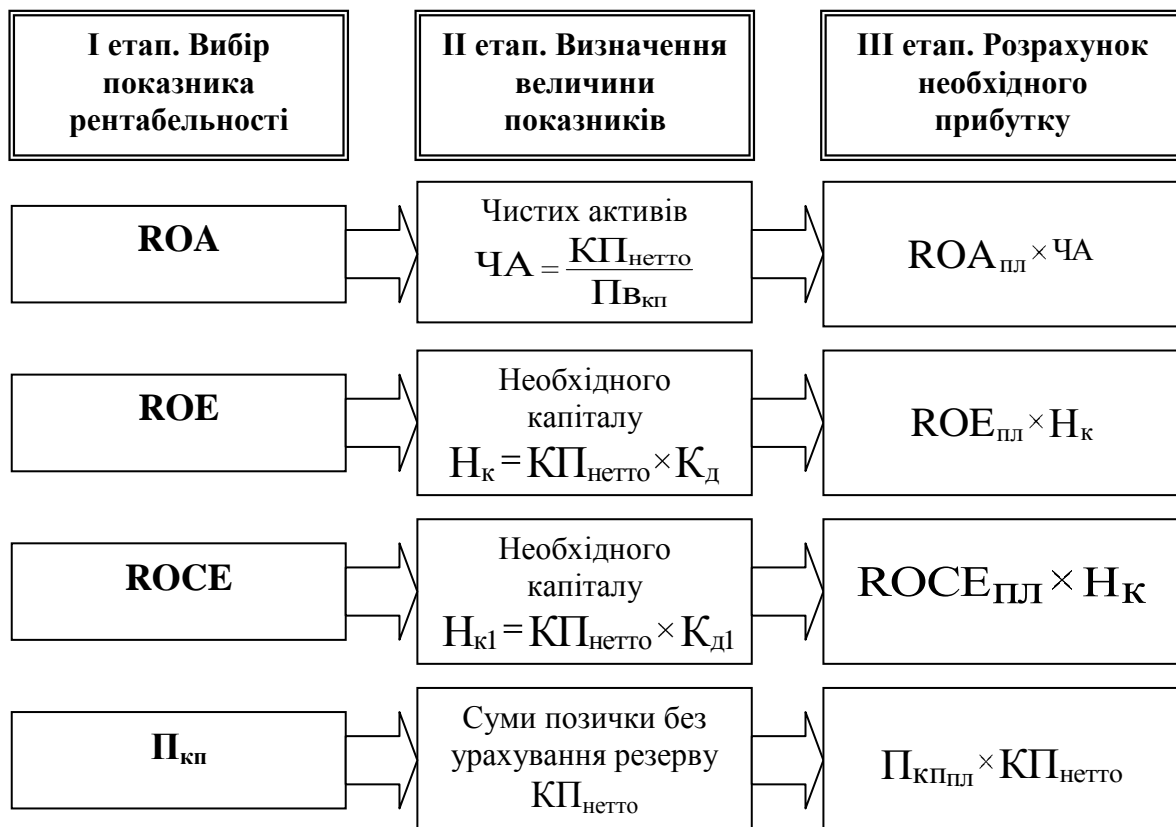 І етап. Вибір
показника
рентабельності
ІІ етап. Визначення
величини
показників
ІІІ етап. Розрахунок
необхідного
прибутку
ROA
Чистих активів
ЧА = КПнетто
Пвкп
ROAпл × ЧА
ROE
Необхідного
капіталу
Нк = КПнетто × Кд
ROEпл × Нк
ROCE
Необхідного
капіталу
Нк1 = КПнетто × Кд1
ROCEпл × Нк
Пкп
Суми позички без
урахування резерву
КПнетто
Пкппл × КПнетто